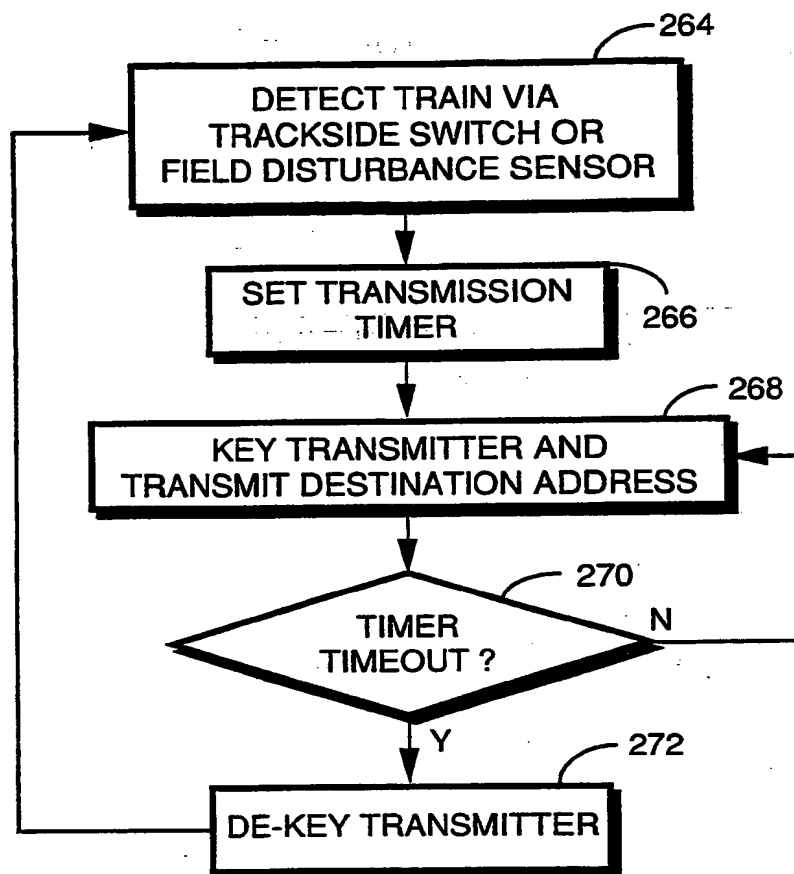 264
DETECT TRAIN VIA
TRACKSIDE SWITCH OR
FIELD DISTURBANCE SENSOR
SET TRANSMISSION
TIMER
266
268
KEY TRANSMITTER AND
TRANSMIT DESTINATION ADDRESS
270
TIMER
TIMEOUT ?
N
Y
272
DE-KEY TRANSMITTER